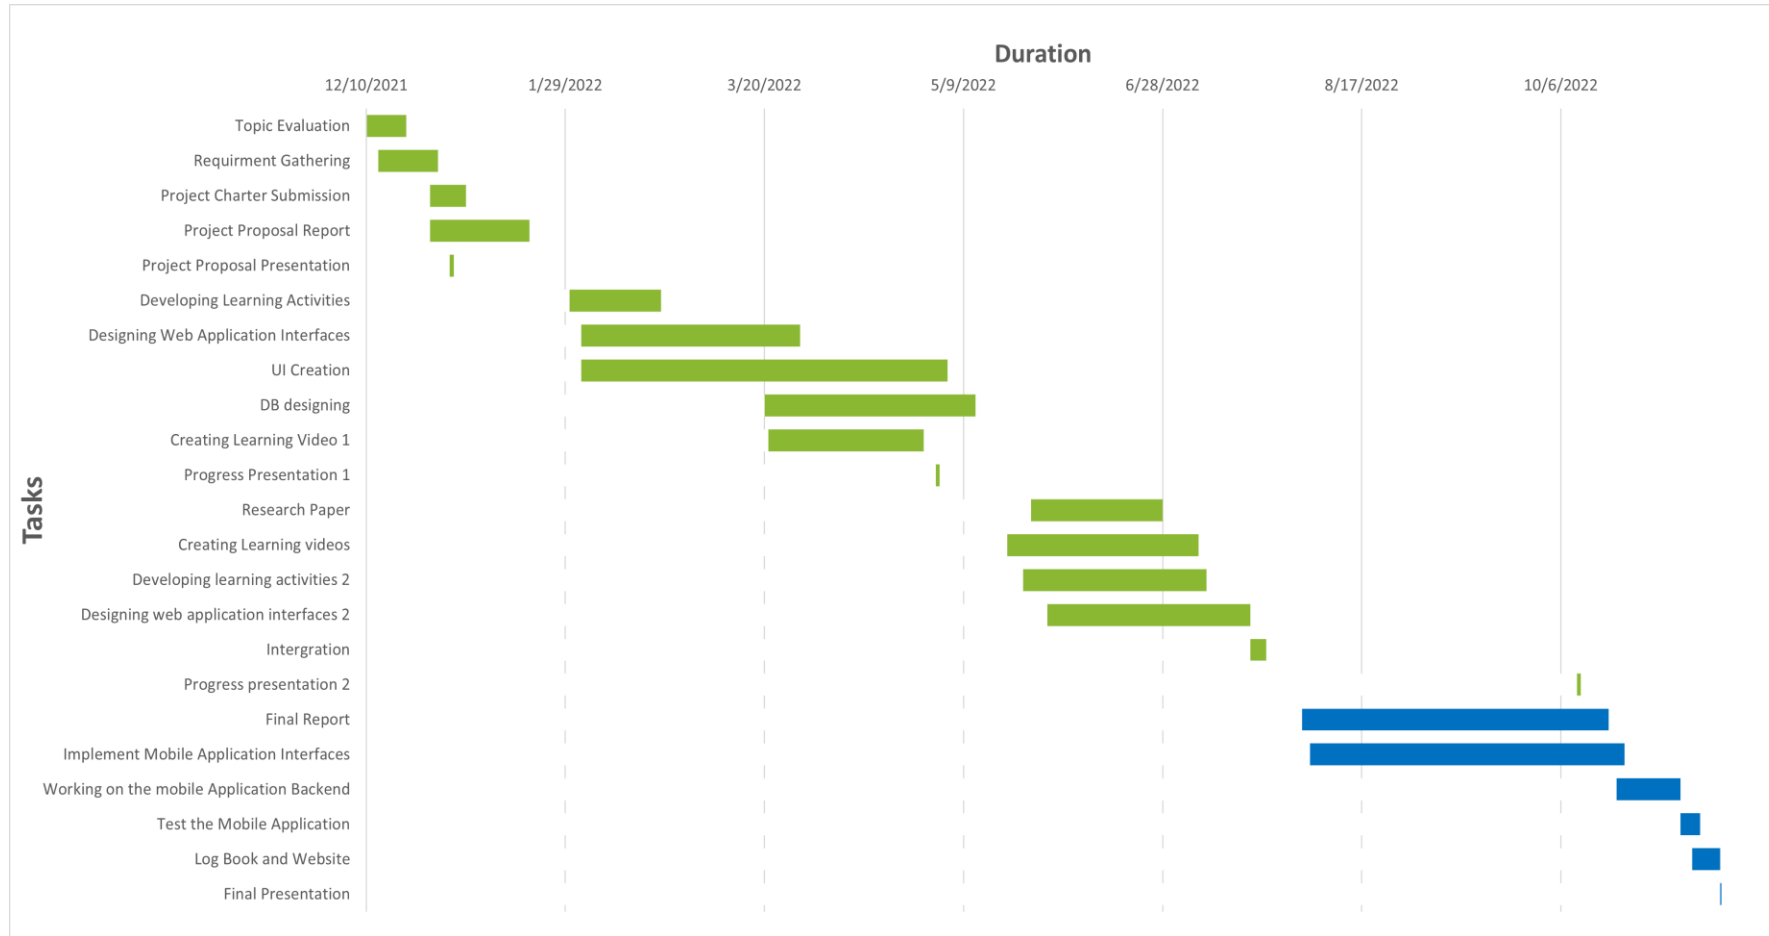 Duration
12/10/2021 1/29/2022 3/20/2022 5/9/2022 6/28/2022 8/17/2022 10/6/2022
Tasks
Topic Evaluation
Requirment Gathering
Project Charter Submission
Project Proposal Report
Project Proposal Presentation
Developing Learning Activities
Designing Web Application Interfaces
UI Creation
DB designing
Creating Learning Video 1
Progress Presentation 1
Research Paper
Creating Learning videos
Developing learning activities 2
Designing web application interfaces 2
Intergration
Progress presentation 2
Final Report
Implement Mobile Application Interfaces
Working on the mobile Application Backend
Test the Mobile Application
Log Book and Website
Final Presentation